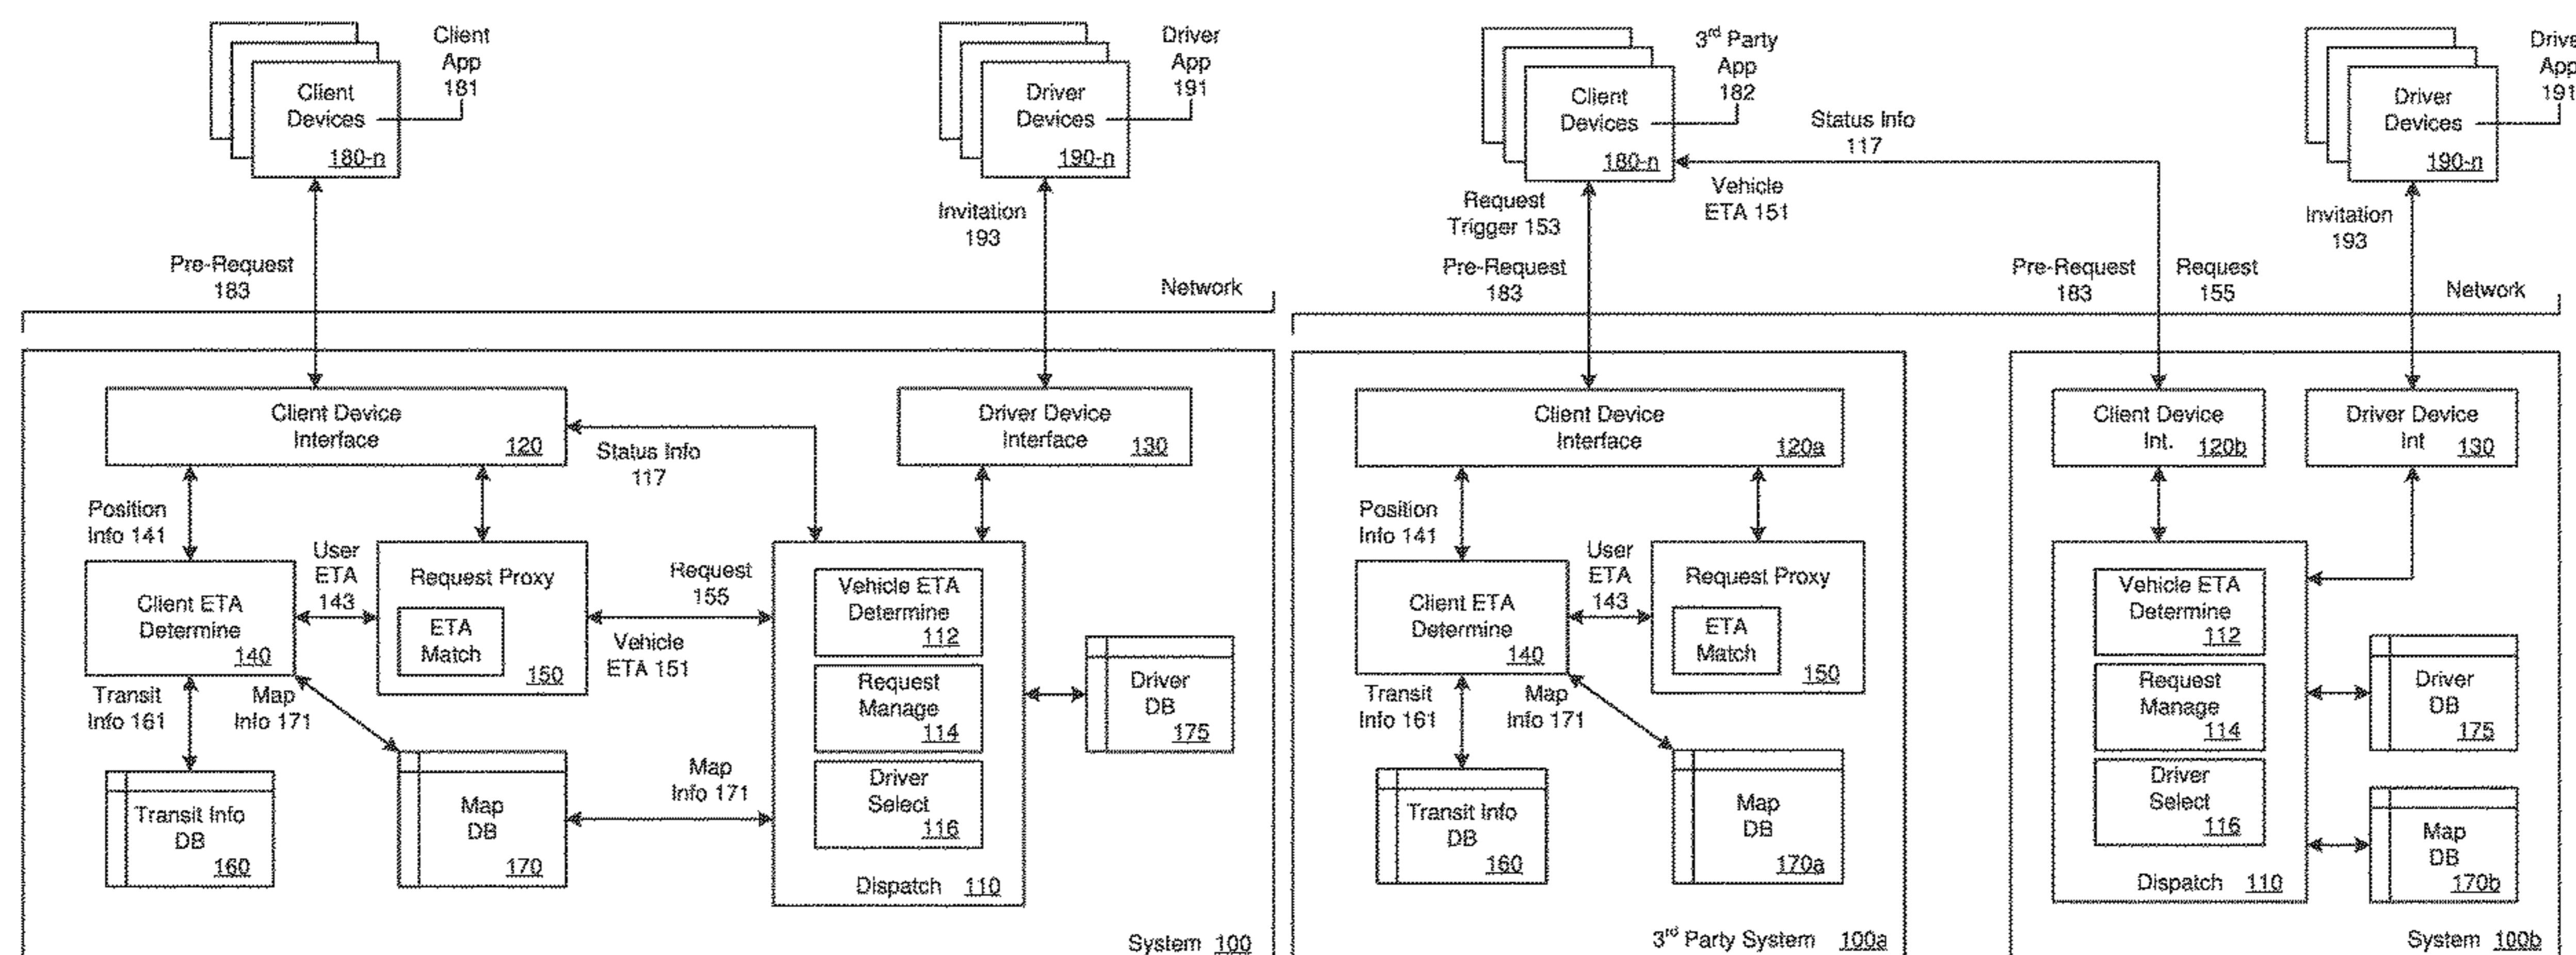 Client
App
181
Client
Devices
180-n
Driver
App
191
Driver
Devices
190-n
Invitation
193
Pre-Request
183
Network
Client Device
Interface
120
Driver Device
Interface
130
Status Info
117
Position
Info 141
User
ETA
143
Client ETA
Determine
140
Request Proxy
ETA
Match
150
Request
155
Vehicle
ETA 151
Vehicle ETA
Determine
112
Request
Manage
114
Driver
Select
116
Dispatch 110
Driver
DB
175
Transit
Info 161
Map
Info 171
Transit Info
DB
160
Map
DB
170
Map
Info 171
System 100
3rd Party
App
182
Client
Devices
180-n
Status Info
117
Vehicle
ETA 151
Request
Trigger 153
Pre-Request
183
Drive
App
191
Driver
Devices
190-n
Invitation
193
Pre-Request
183
Request
155
Network
Client Device
Interface
120a
Position
Info 141
User
ETA
143
Client ETA
Determine
140
Request Proxy
ETA
Match
150
Transit
Info 161
Map
Info 171
Transit Info
DB
160
Map
DB
170a
3rd Party System 100a
Client Device
Int.
120b
Driver Device
Int
130
Vehicle ETA
Determine
112
Request
Manage
114
Driver
Select
116
Dispatch 110
Driver
DB
175
Map
DB
170b
System 100b